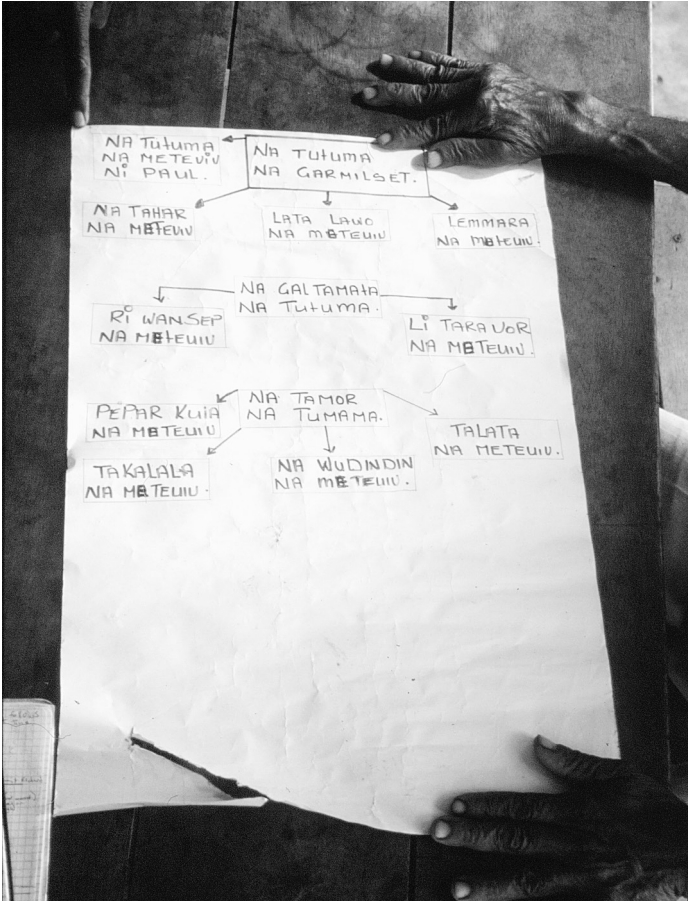 NA TUTUMA
NA METEUIU
NI PAUL.
NA TUTUMA
NA GARMILSET.
NA TAHAR
NA METEUIU
LATA LAWO
NA METEUIU
LEMMARA
NA METEUIU.
NA GALTAMATA
NA TUTUMA.
RI WANSEP
NA METEUIU
LI TARAUOR
NA METEUIU.
NA TAMOR
NA TUMAMA.
PEPAR KUIA
NA METEUIU
TALATA
NA METEUIU.
TAKALALA
NA METEUIU.
NA WUDINDIN
NA METEUIU.